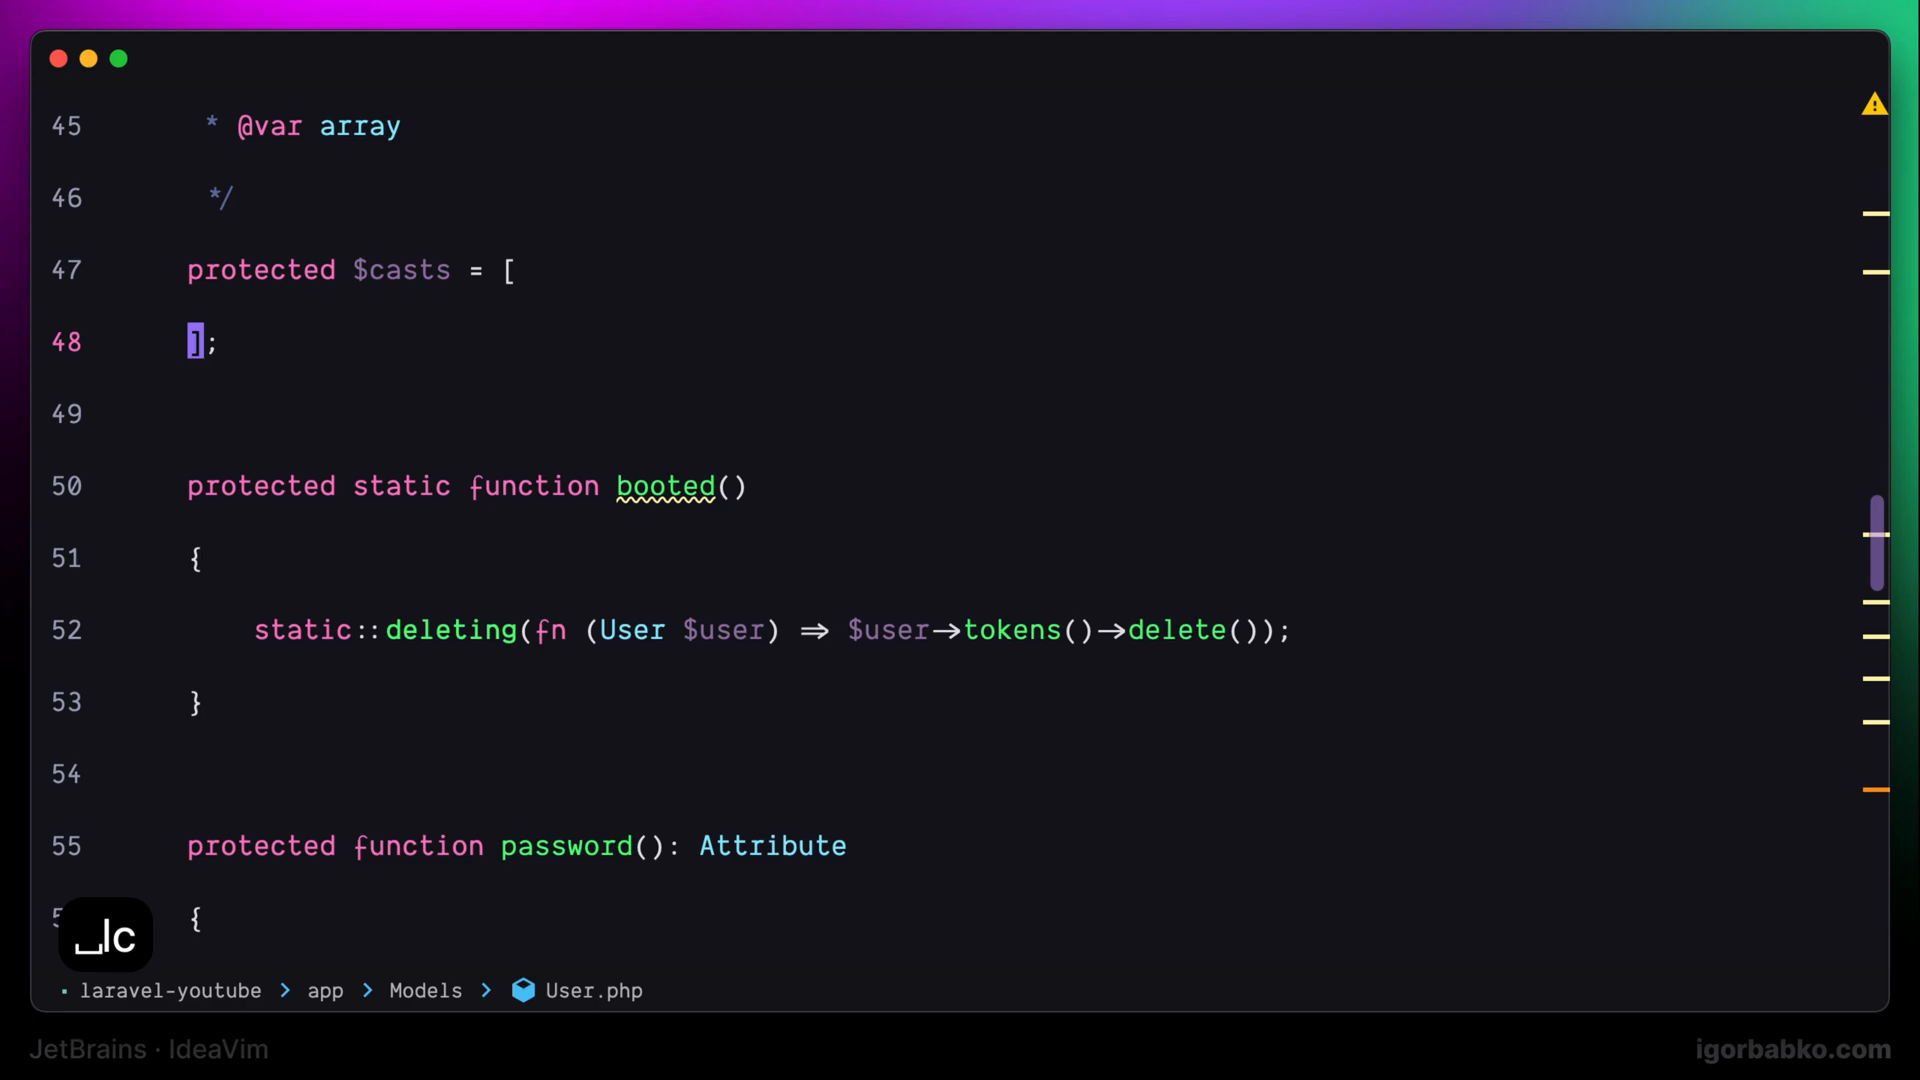 45 * @var array
46 */
47 protected $casts = [
48 ];
49
50 protected static function booted()
51 {
52 static::deleting(fn (User $user) => $user->tokens()->delete());
53 }
54
55 protected function password(): Attribute
{
␣lc
laravel-youtube > app > Models > User.php
JetBrains · IdeaVim
igorbabko.com